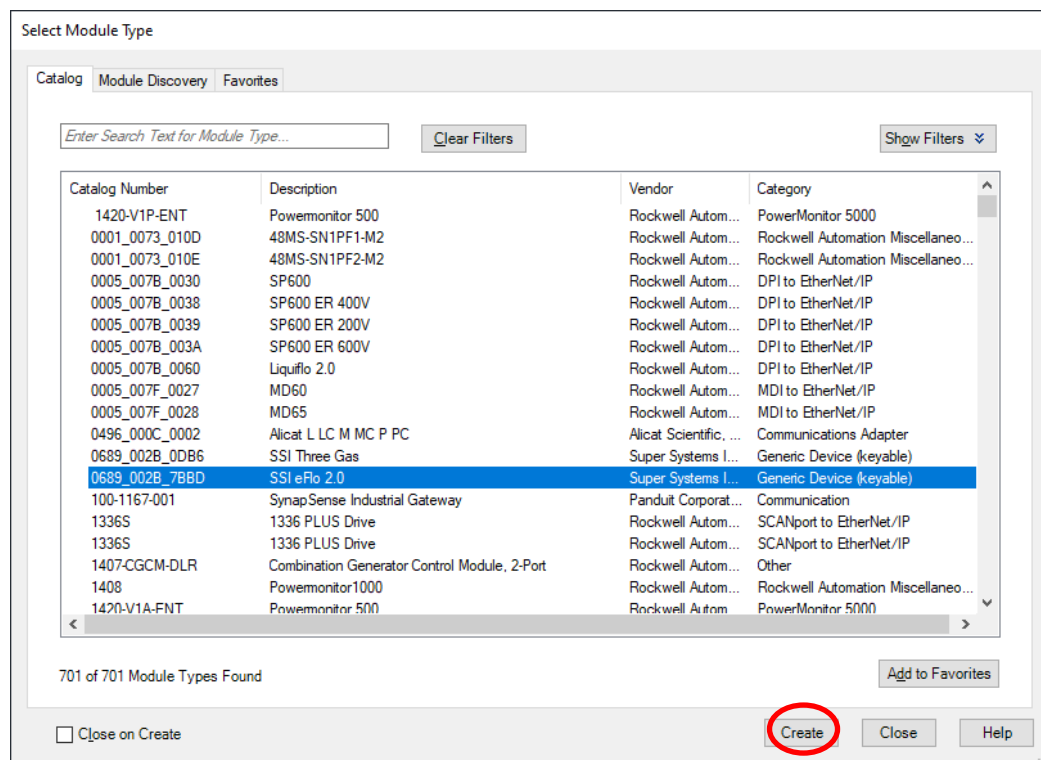 Select Module Type
Catalog Module Discovery Favorites
Enter Search Text for Module Type... Clear Filters Show Filters
Catalog Number Description Vendor Category
1420-V1P-ENT Powermonitor 500 Rockwell Autom... PowerMonitor 5000
0001_0073_010D 48MS-SN1PF1-M2 Rockwell Autom... Rockwell Automation Miscellaneo...
0001_0073_010E 48MS-SN1PF2-M2 Rockwell Autom... Rockwell Automation Miscellaneo...
0005_007B_0030 SP600 Rockwell Autom... DPI to EtherNet/IP
0005_007B_0038 SP600 ER 400V Rockwell Autom... DPI to EtherNet/IP
0005_007B_0039 SP600 ER 200V Rockwell Autom... DPI to EtherNet/IP
0005_007B_003A SP600 ER 600V Rockwell Autom... DPI to EtherNet/IP
0005_007B_0060 Liquiflo 2.0 Rockwell Autom... DPI to EtherNet/IP
0005_007F_0027 MD60 Rockwell Autom... MDI to EtherNet/IP
0005_007F_0028 MD65 Rockwell Autom... MDI to EtherNet/IP
0496_000C_0002 Alicat L LC M MC P PC Alicat Scientific, ... Communications Adapter
0689_002B_0DB6 SSI Three Gas Super Systems I... Generic Device (keyable)
0689_002B_7BBD SSI eFlo 2.0 Super Systems I... Generic Device (keyable)
100-1167-001 SynapSense Industrial Gateway Panduit Corporat... Communication
1336S 1336 PLUS Drive Rockwell Autom... SCANport to EtherNet/IP
1336S 1336 PLUS Drive Rockwell Autom... SCANport to EtherNet/IP
1407-CGCM-DLR Combination Generator Control Module, 2-Port Rockwell Autom... Other
1408 Powermonitor1000 Rockwell Autom... Rockwell Automation Miscellaneo...
1420-V1A-ENT Powermonitor 500 Rockwell Autom PowerMonitor 5000
701 of 701 Module Types Found Add to Favorites
Close on Create Create Close Help